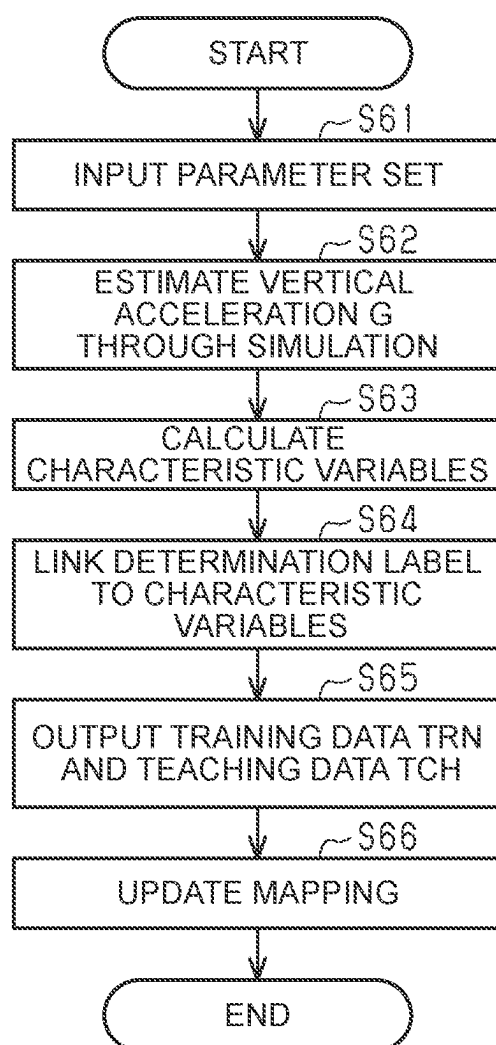 START
S61
INPUT PARAMETER SET
S62
ESTIMATE VERTICAL
ACCELERATION G
THROUGH SIMULATION
S63
CALCULATE
CHARACTERISTIC VARIABLES
S64
LINK DETERMINATION LABEL
TO CHARACTERISTIC
VARIABLES
S65
OUTPUT TRAINING DATA TRN
AND TEACHING DATA TCH
S66
UPDATE MAPPING
END